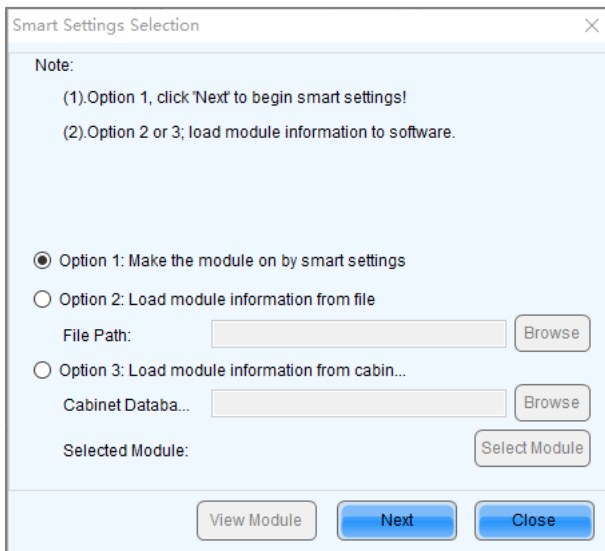 Smart Settings Selection
Note:
(1).Option 1, click 'Next' to begin smart settings!
(2).Option 2 or 3; load module information to software.
Option 1: Make the module on by smart settings
Option 2: Load module information from file
File Path: Browse
Option 3: Load module information from cabin...
Cabinet Databa... Browse
Selected Module: Select Module
View Module Next Close